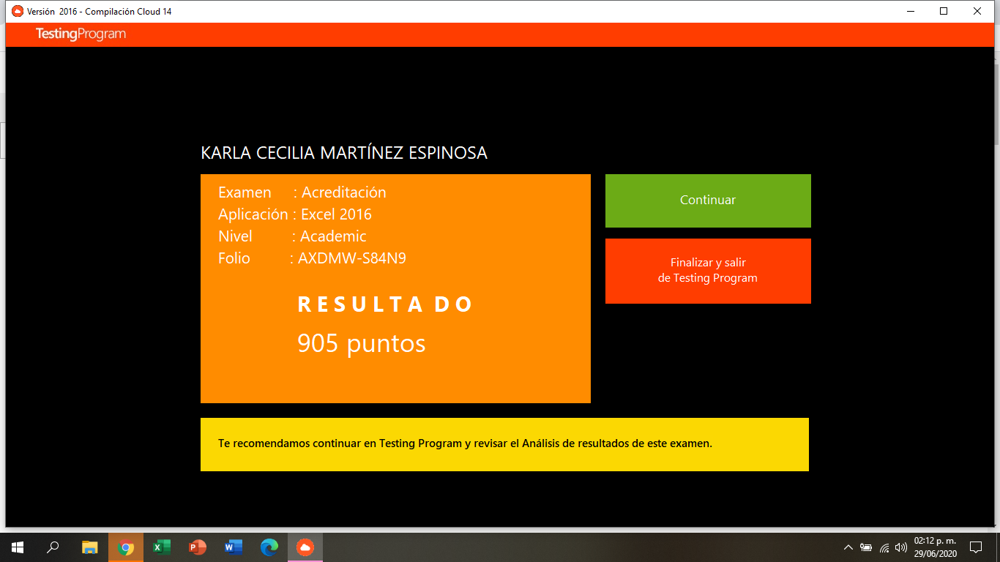 Versión 2016 - Compilación Cloud 14
TestingProgram
KARLA CECILIA MARTÍNEZ ESPINOSA
Examen : Acreditación
Aplicación : Excel 2016
Nivel : Academic
Folio : AXDMW-S84N9
RESULTADO
905 puntos
Continuar
Finalizar y salir
de Testing Program
Te recomendamos continuar en Testing Program y revisar el Análisis de resultados de este examen.
02:12 p. m.
29/06/2020